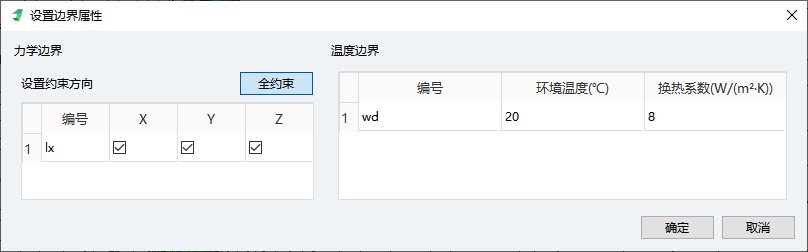 设置边界属性
力学边界
设置约束方向
全约束
编号 X Y Z
1 lx
温度边界
编号 环境温度(℃) 换热系数(W/(m²·K))
1 wd 20 8
确定 取消